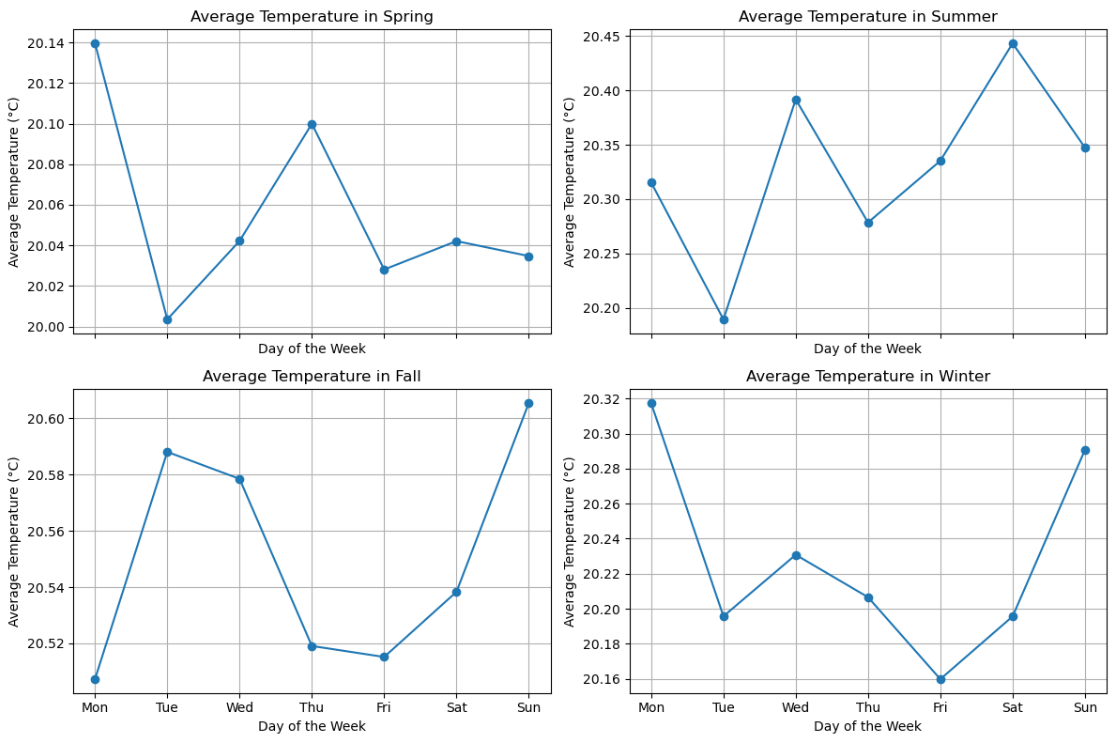 Average Temperature in Spring
Average Temperature (°C)
20.14
20.12
20.10
20.08
20.06
20.04
20.02
20.00
Day of the Week
Average Temperature in Summer
Average Temperature (°C)
20.45
20.40
20.35
20.30
20.25
20.20
Day of the Week
Average Temperature in Fall
Average Temperature (°C)
20.60
20.58
20.56
20.54
20.52
Mon Tue Wed Thu Fri Sat Sun
Day of the Week
Average Temperature in Winter
Average Temperature (°C)
20.32
20.30
20.28
20.26
20.24
20.22
20.20
20.18
20.16
Mon Tue Wed Thu Fri Sat Sun
Day of the Week